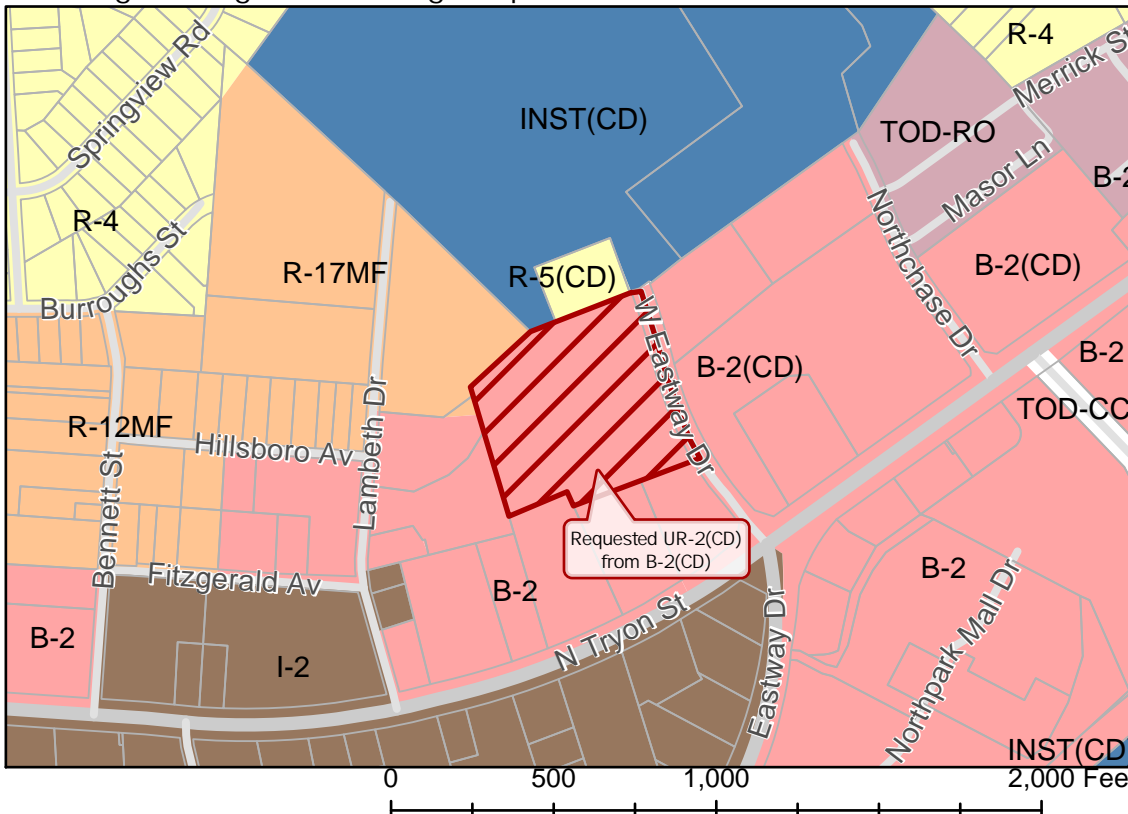 R-4
Merrick St
Springview Rd
INST(CD)
TOD-RO
Masor Ln
B-2
R-4
Northchase Dr
Burroughs St
R-17MF
R-5(CD)
B-2(CD)
W Eastway Dr
B-2(CD)
B-2
TOD-CC
R-12MF
Hillsboro Av
Lambeth Dr
Bennett St
Requested UR-2(CD)
from B-2(CD)
Fitzgerald Av
B-2
B-2
N Tryon St
Eastway Dr
Northpark Mall Dr
B-2
I-2
INST(CD
0 500 1,000 2,000 Fee